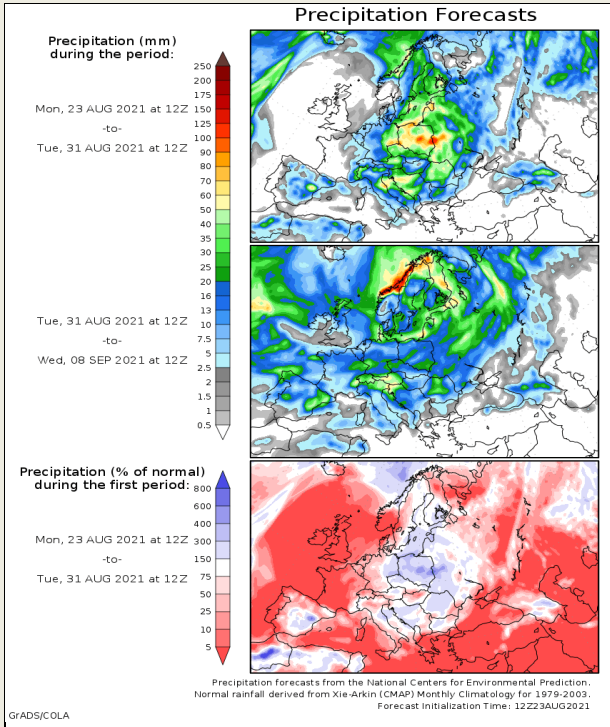 Precipitation Forecasts
Precipitation (mm)
during the period:
Mon, 23 AUG 2021 at 12Z
-to-
Tue, 31 AUG 2021 at 12Z
250
200
175
150
125
100
90
80
70
60
50
40
35
30
25
20
16
13
10
7.5
5
2.5
2
1.5
1
0.5
Tue, 31 AUG 2021 at 12Z
-to-
Wed, 08 SEP 2021 at 12Z
Precipitation (% of normal)
during the first period:
Mon, 23 AUG 2021 at 12Z
-to-
Tue, 31 AUG 2021 at 12Z
800
600
400
300
150
75
50
25
10
5
Precipitation forecasts from the National Centers for Environmental Prediction.
Normal rainfall derived from Xie-Arkin (CMAP) Monthly Climatology for 1979-2003.
Forecast Initialization Time: 12Z23AUG2021
GrADS/COLA